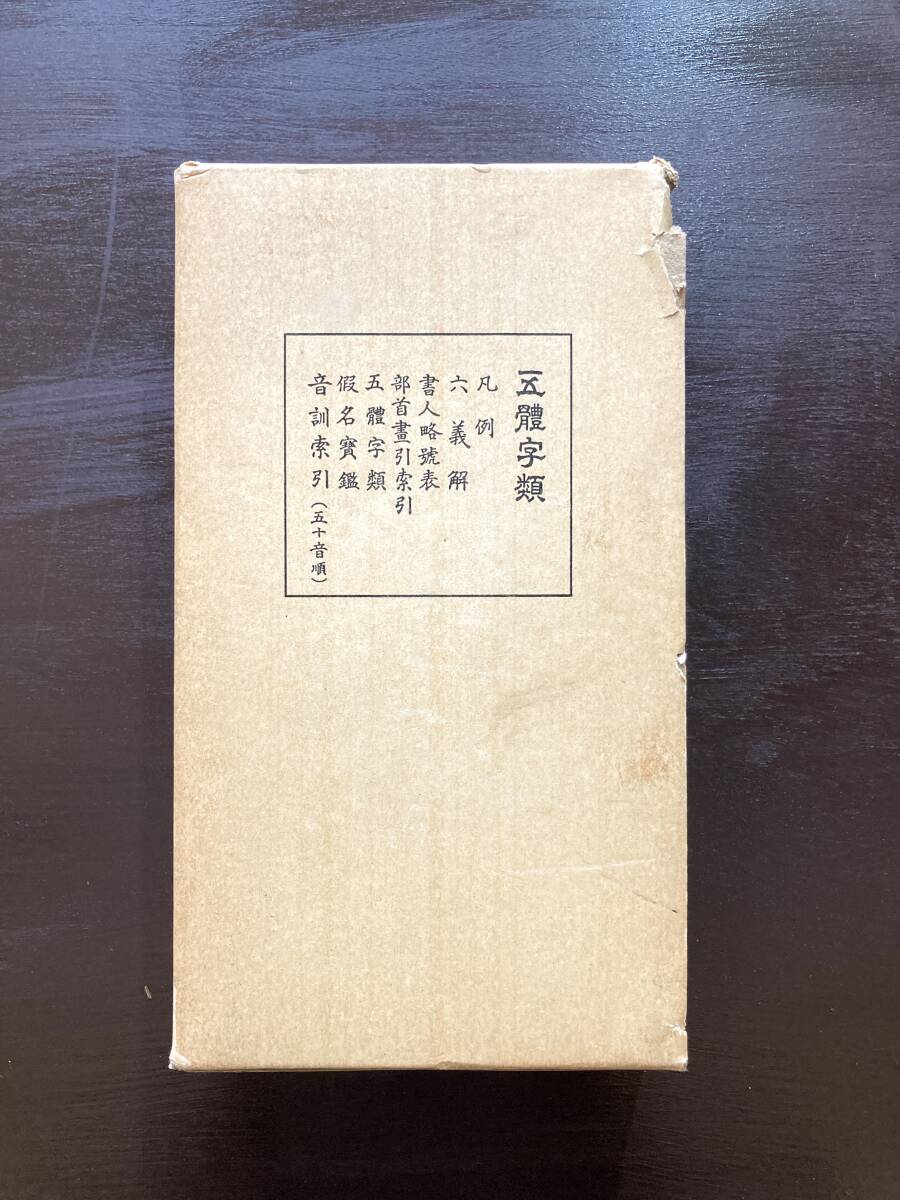 五體字類
凡例
六義解
書人略號表
部首畫引索引
五體字類
假名寶鑑
音訓索引(五十音順)